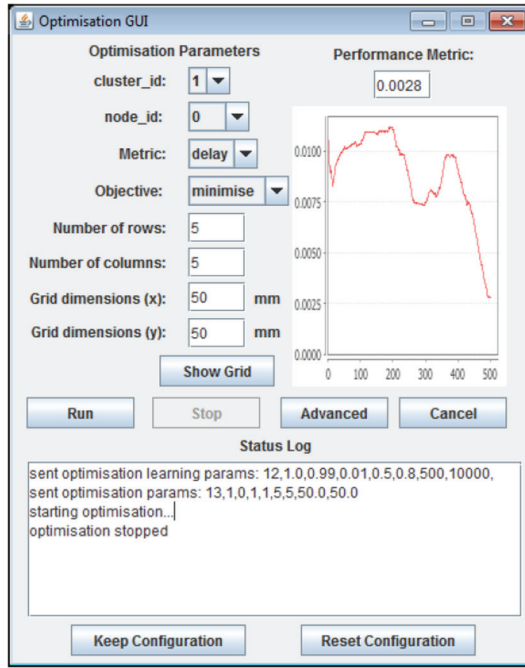 Optimisation GUI
Optimisation Parameters
cluster_id: 1
node_id: 0
Metric: delay
Objective: minimise
Number of rows: 5
Number of columns: 5
Grid dimensions (x): 50 mm
Grid dimensions (y): 50 mm
Show Grid
Performance Metric:
0.0028
0.0100
0.0075
0.0050
0.0025
0.0000
0 100 200 300 400 500
Run Stop Advanced Cancel
Status Log
sent optimisation learning params: 12,1.0,0.99,0.01,0.5,0.8,500,10000,
sent optimisation params: 13,1,0,1,1,5,5,50.0,50.0
starting optimisation...
optimisation stopped
Keep Configuration Reset Configuration